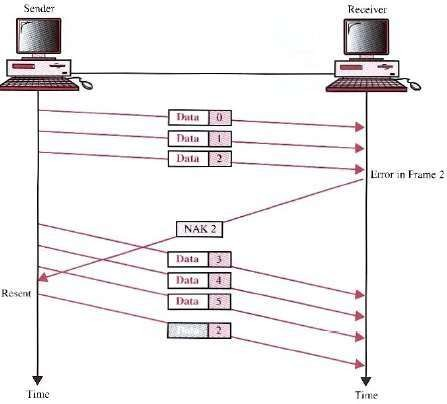 Sender
Receiver
Data 0
Data 1
Data 2
Error in Frame 2
NAK 2
Data 3
Data 4
Data 5
Resent
Data 2
Time
Time